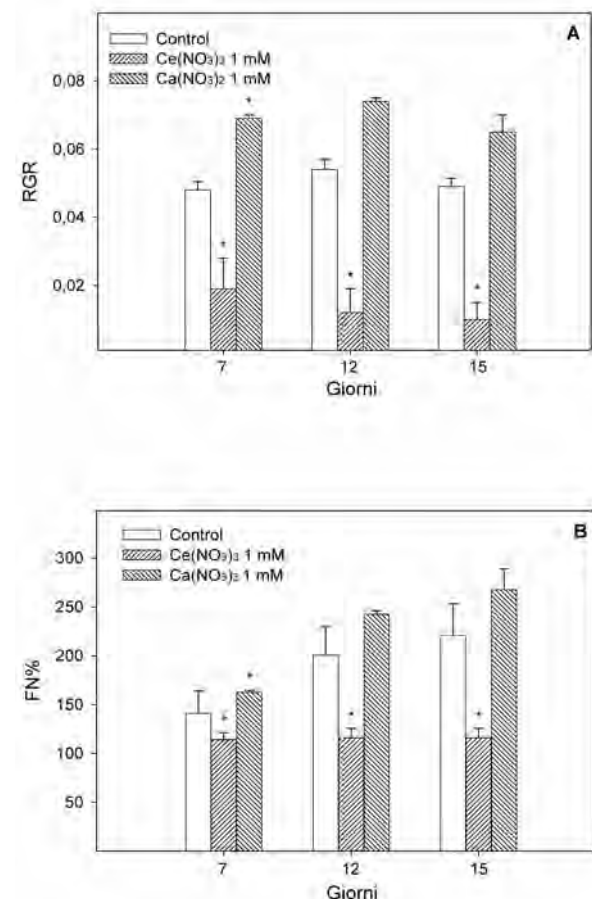 A
Control
Ce(NO₃)₃ 1 mM
Ca(NO₃)₂ 1 mM
0,08
0,06
0,04
0,02
RGR
* * * *
7 12 15
Giorni
B
Control
Ce(NO₃)₃ 1 mM
Ca(NO₃)₂ 1 mM
300
250
200
150
100
50
FN%
* * * *
7 12 15
Giorni